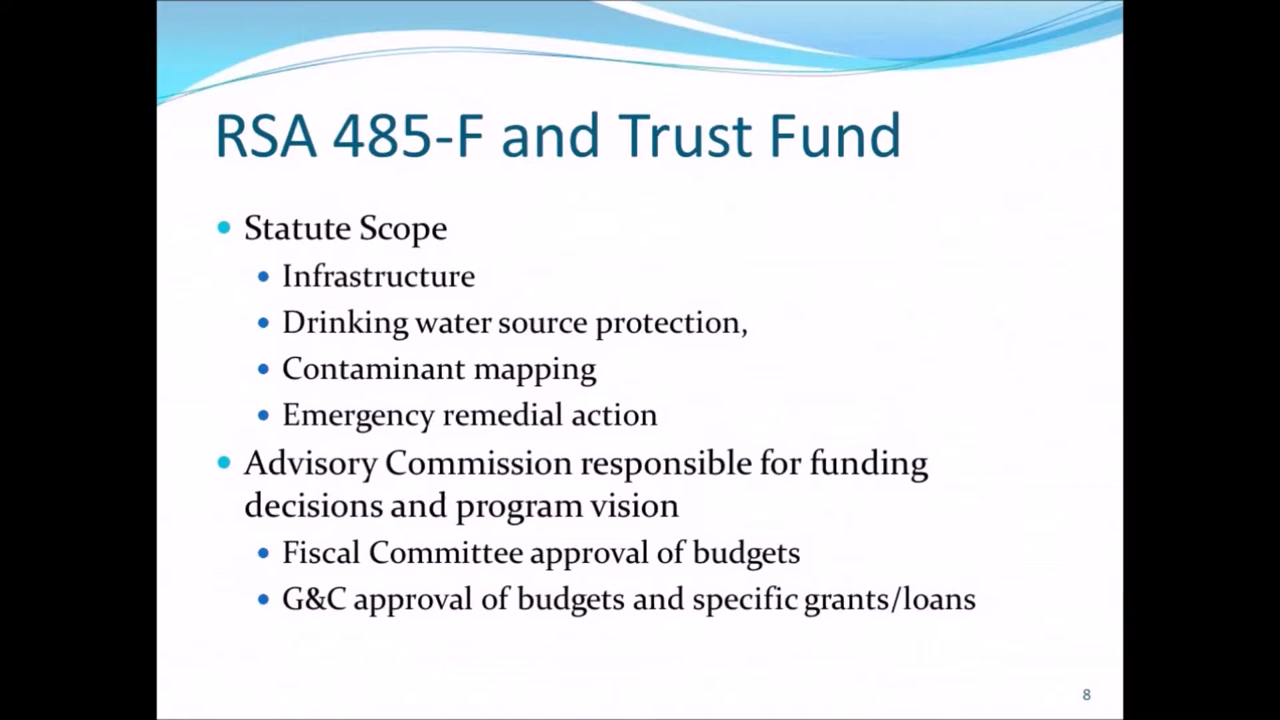 RSA 485-F and Trust Fund
• Statute Scope
• Infrastructure
• Drinking water source protection,
• Contaminant mapping
• Emergency remedial action
• Advisory Commission responsible for funding
decisions and program vision
• Fiscal Committee approval of budgets
• G&C approval of budgets and specific grants/loans
8